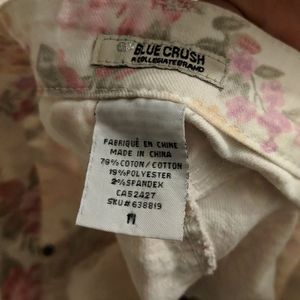 BLUE CRUSH
A COLLEGIATE BRAND
FABRIQUÉ EN CHINE
MADE IN CHINA
79%COTON/COTTON
19%POLYESTER
2%SPANDEX
CA52427
SKU#638819
11